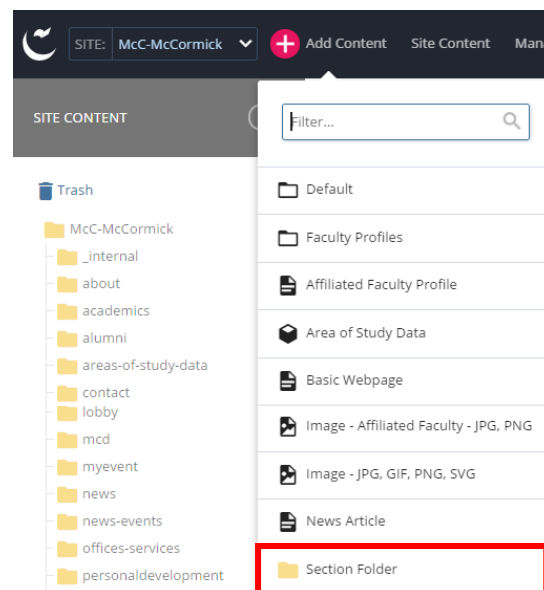 SITE: McC-McCormick Add Content Site Content Man
SITE CONTENT
Filter...
Trash
McC-McCormick
_internal
about
academics
alumni
areas-of-study-data
contact
lobby
mcd
myevent
news
news-events
offices-services
personaldevelopment
Default
Faculty Profiles
Affiliated Faculty Profile
Area of Study Data
Basic Webpage
Image - Affiliated Faculty - JPG, PNG
Image - JPG, GIF, PNG, SVG
News Article
Section Folder